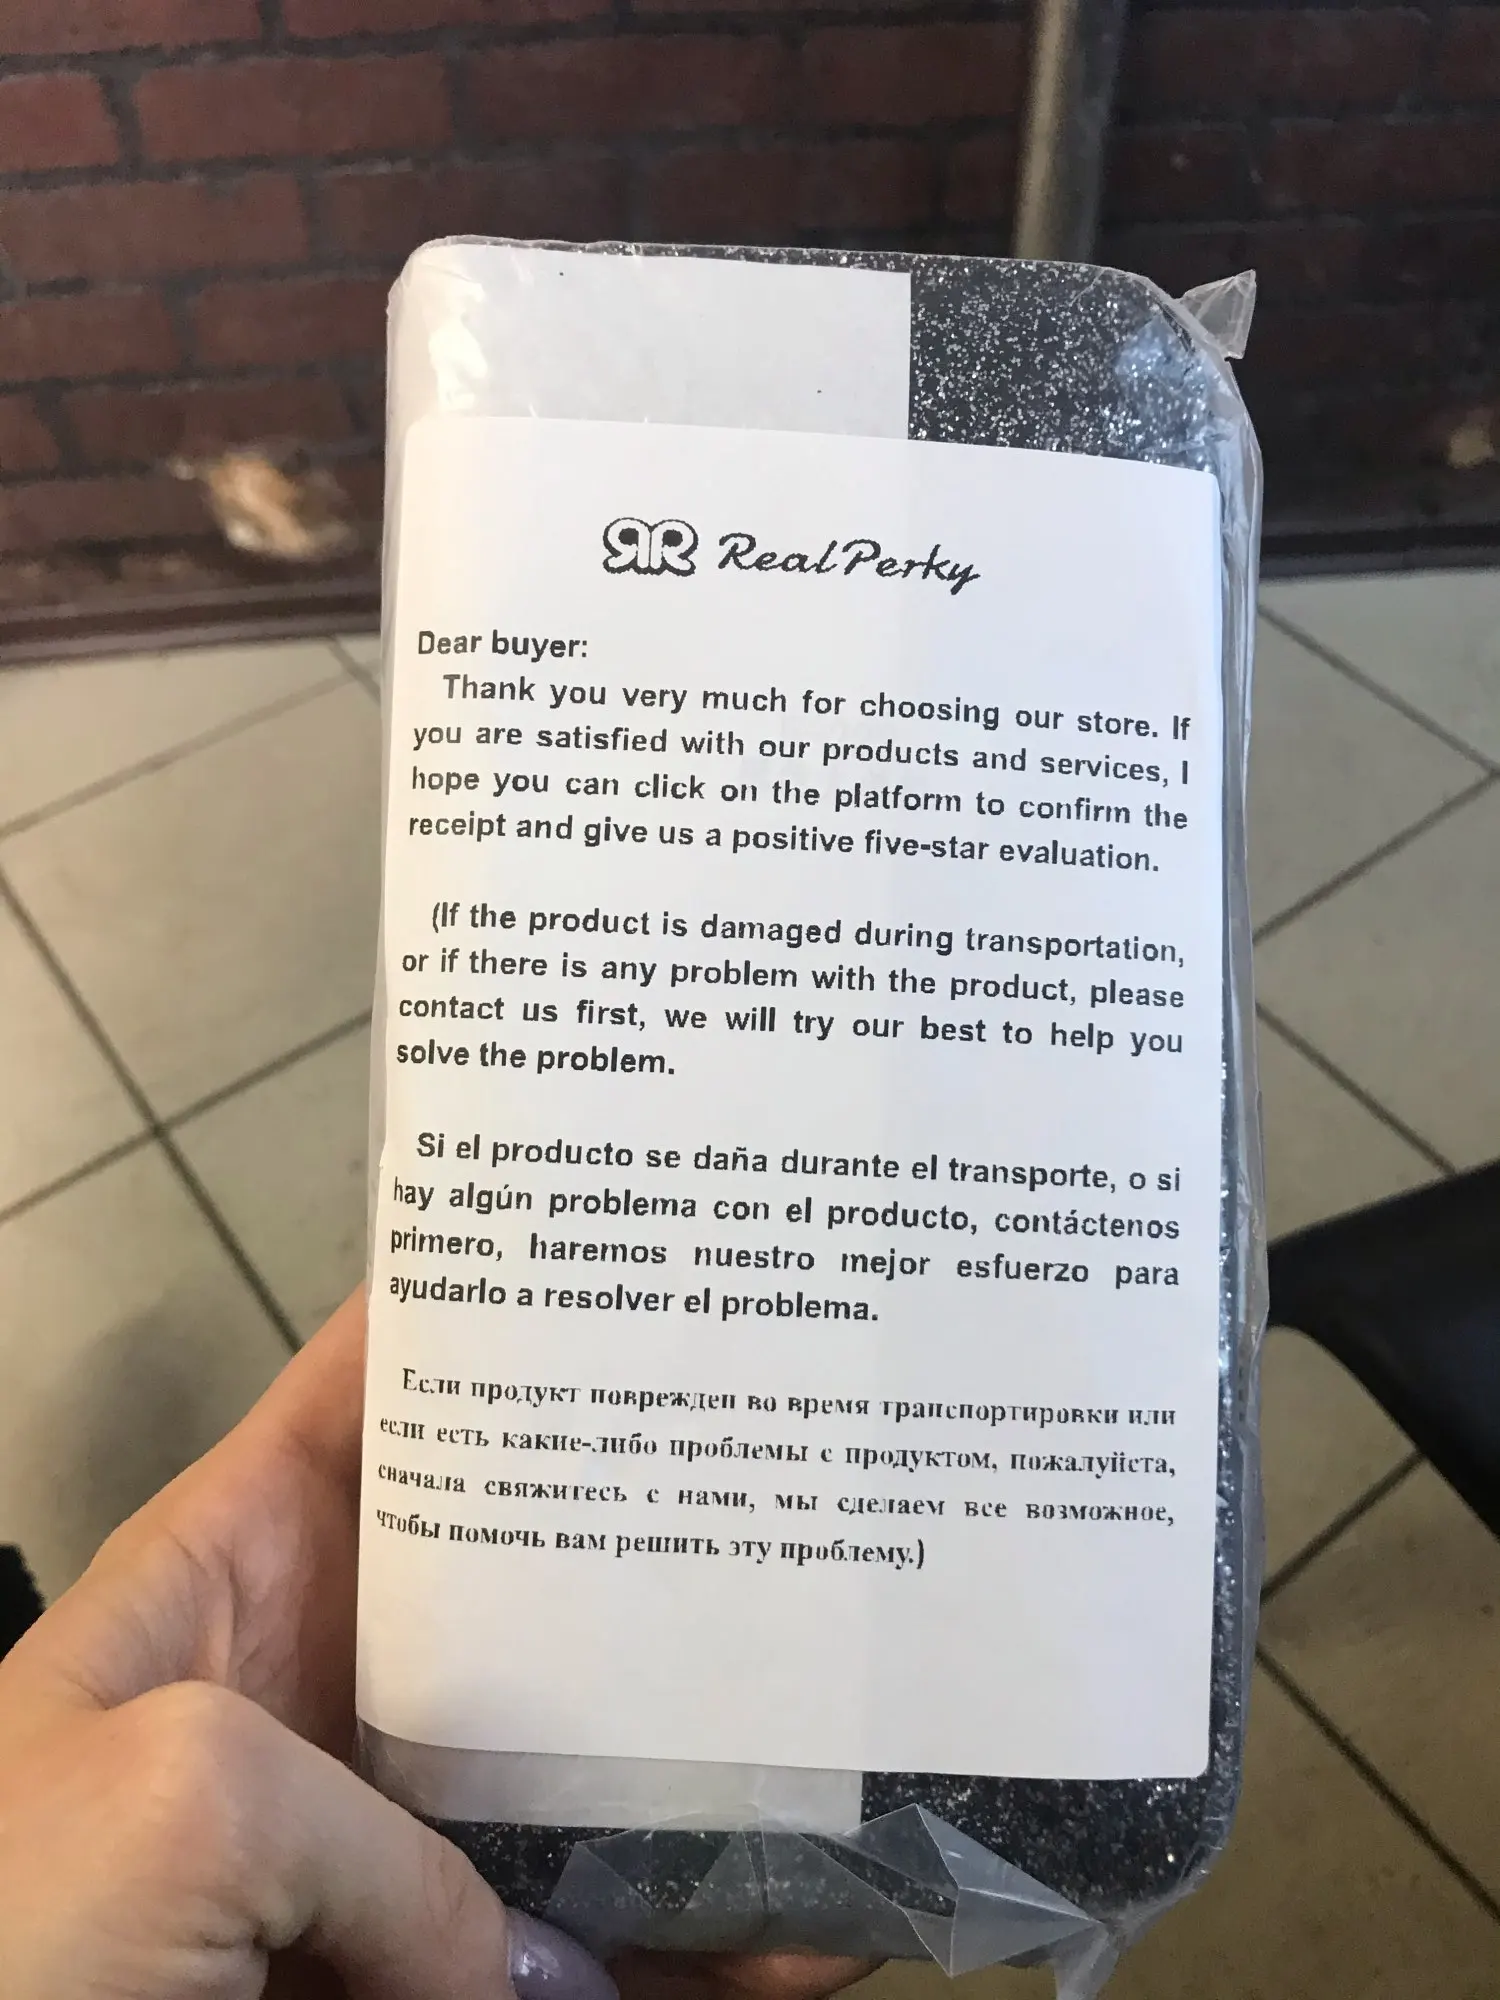 RR RealPerky
Dear buyer:
Thank you very much for choosing our store. If
you are satisfied with our products and services, I
hope you can click on the platform to confirm the
receipt and give us a positive five-star evaluation.
(If the product is damaged during transportation,
or if there is any problem with the product, please
contact us first, we will try our best to help you
solve the problem.
Si el producto se daña durante el transporte, o si
hay algún problema con el producto, contáctenos
primero, haremos nuestro mejor esfuerzo para
ayudarlo a resolver el problema.
Если продукт поврежден во время транспортировки или
если есть какие-либо проблемы с продуктом, пожалуйста,
сначала свяжитесь с нами, мы сделаем все возможное,
чтобы помочь вам решить эту проблему.)